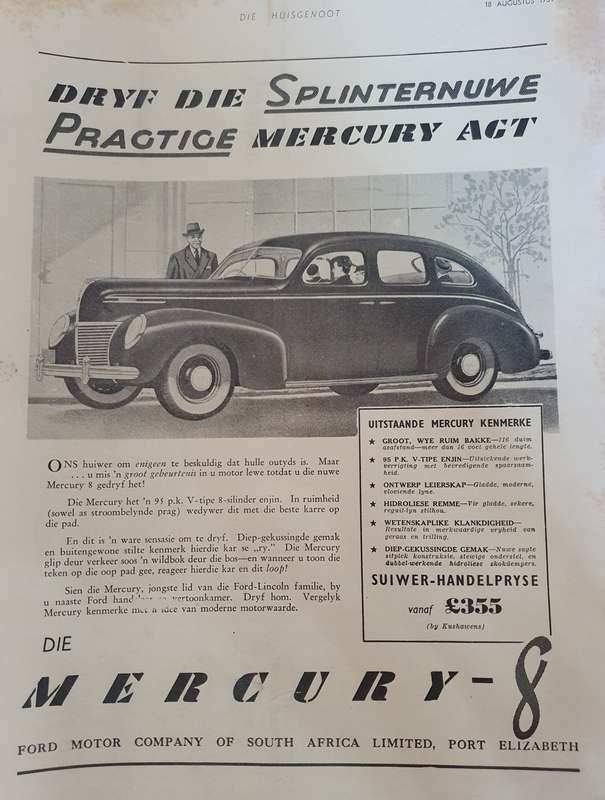 DIE HUISGENOOT
18 AUGUSTUS
DRYF DIE SPLINTERNUWE
PRAGTIGE MERCURY AGT
ONS huiwer om enigeen te beskuldig dat hulle outyds is. Maar
. . . u mis 'n groot gebeurtenis in u motor lewe totdat u die nuwe
Mercury 8 gedryf het!
Die Mercury het 'n 95 p.k. V-tipe 8-silinder enjin. In ruimheid
(sowel as stroombelynde prag) wedywer dit met die beste karre op
die pad.
En dit is 'n ware sensasie om te dryf. Diep-gekussingde gemak
en buitengewone stilte kenmerk hierdie kar se „ry.” Die Mercury
glip deur verkeer soos 'n wildbok deur die bos—en wanneer u toon die
teken op die oop pad gee, reageer hierdie kar en dit loop!
Sien die Mercury, jongste lid van die Ford-Lincoln familie, by
u naaste Ford vertoonkamer. Dryf hom. Vergelyk
Mercury kenmerke idee van moderne motorwaarde.
UITSTAANDE MERCURY KENMERKE
★ GROOT, WYE RUIM BAKKE—116 duim
asafstand—meer dan 16 voet gehele lengte.
★ 95 P.K. V-TIPE ENJIN—Uitstekende werk-
verrigting met bevredigende spaarsaam-
heid.
★ ONTWERP LEIERSKAP—Gladde, moderne,
vloeiende lyne.
★ HIDROLIESE REMME—Vir gladde, sekere,
reguit-lyn stilhou.
★ WETENSKAPLIKE KLANKDIGHEID—
Resultate in merkwaardige vryheid van
geraas en trilling.
★ DIEP-GEKUSSINGDE GEMAK—Nuwe sagte
sitplek konstruksie, stewige onderstel, en
dubbel-werkende hidroliese skokdempers.
SUIWER-HANDELPRYSE
vanaf £355
(by Kushawens)
DIE
MERCURY-8
FORD MOTOR COMPANY OF SOUTH AFRICA LIMITED, PORT ELIZABETH